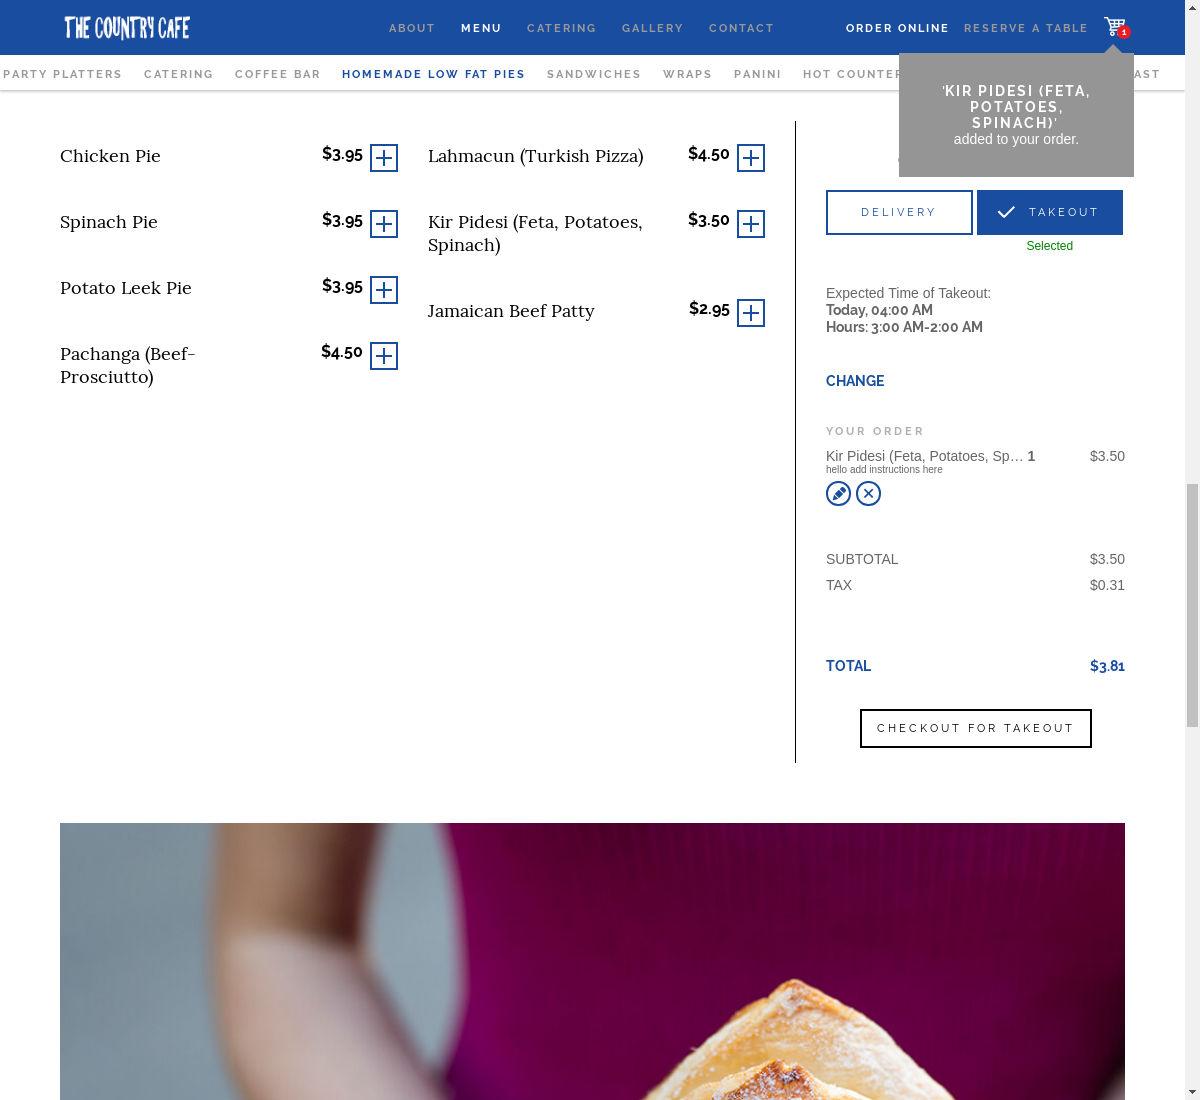 THE COUNTRY CAFE
ABOUT MENU CATERING GALLERY CONTACT ORDER ONLINE RESERVE A TABLE 1
PARTY PLATTERS CATERING COFFEE BAR HOMEMADE LOW FAT PIES SANDWICHES WRAPS PANINI HOT COUNTER
'KIR PIDESI (FETA,
POTATOES,
SPINACH)'
added to your order.
Chicken Pie $3.95
Spinach Pie $3.95
Potato Leek Pie $3.95
Pachanga (Beef-
Prosciutto) $4.50
Lahmacun (Turkish Pizza) $4.50
Kir Pidesi (Feta, Potatoes,
Spinach) $3.50
Jamaican Beef Patty $2.95
DELIVERY TAKEOUT
Selected
Expected Time of Takeout:
Today, 04:00 AM
Hours: 3:00 AM-2:00 AM
CHANGE
YOUR ORDER
Kir Pidesi (Feta, Potatoes, Sp... 1 $3.50
hello add instructions here
SUBTOTAL $3.50
TAX $0.31
TOTAL $3.81
CHECKOUT FOR TAKEOUT